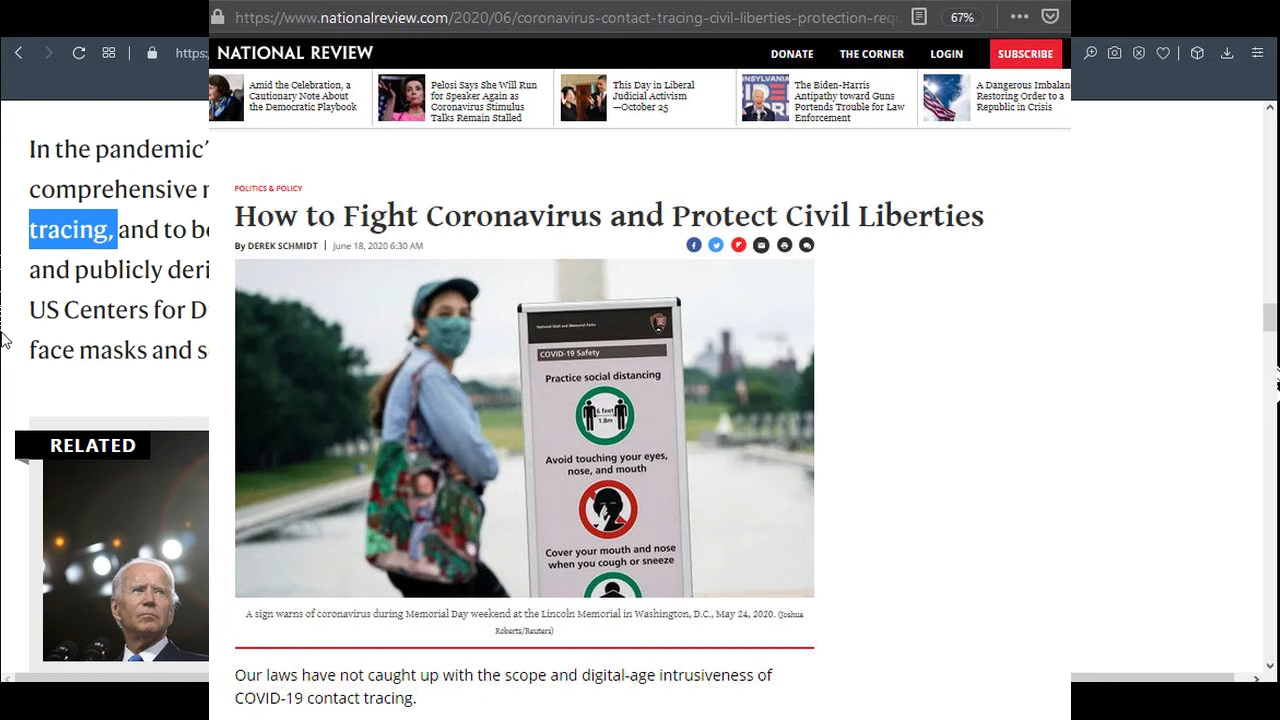 https://www.nationalreview.com/2020/06/coronavirus-contact-tracing-civil-liberties-protection-requ
67%
https:
NATIONAL REVIEW
DONATE
THE CORNER
LOGIN
SUBSCRIBE
Amid the Celebration, a
Cautionary Note About
the Democratic Playbook
Pelosi Says She Will Run
for Speaker Again as
Coronavirus Stimulus
Talks Remain Stalled
This Day in Liberal
Judicial Activism
—October 25
The Biden-Harris
Antipathy toward Guns
Portends Trouble for Law
Enforcement
A Dangerous Imbalanc
Restoring Order to a
Republic in Crisis
In the pandemic’
comprehensive
tracing, and to be
and publicly deri
US Centers for D
face masks and s
RELATED
POLITICS & POLICY
How to Fight Coronavirus and Protect Civil Liberties
By DEREK SCHMIDT | June 18, 2020 6:30 AM
National Mall and Memorial Parks
COVID-19 Safety
Practice social distancing
6 feet
1.8m
Avoid touching your eyes,
nose, and mouth
Cover your mouth and nose
when you cough or sneeze
A sign warns of coronavirus during Memorial Day weekend at the Lincoln Memorial in Washington, D.C., May 24, 2020. (Joshua
Roberts/Reuters)
Our laws have not caught up with the scope and digital-age intrusiveness of
COVID-19 contact tracing.